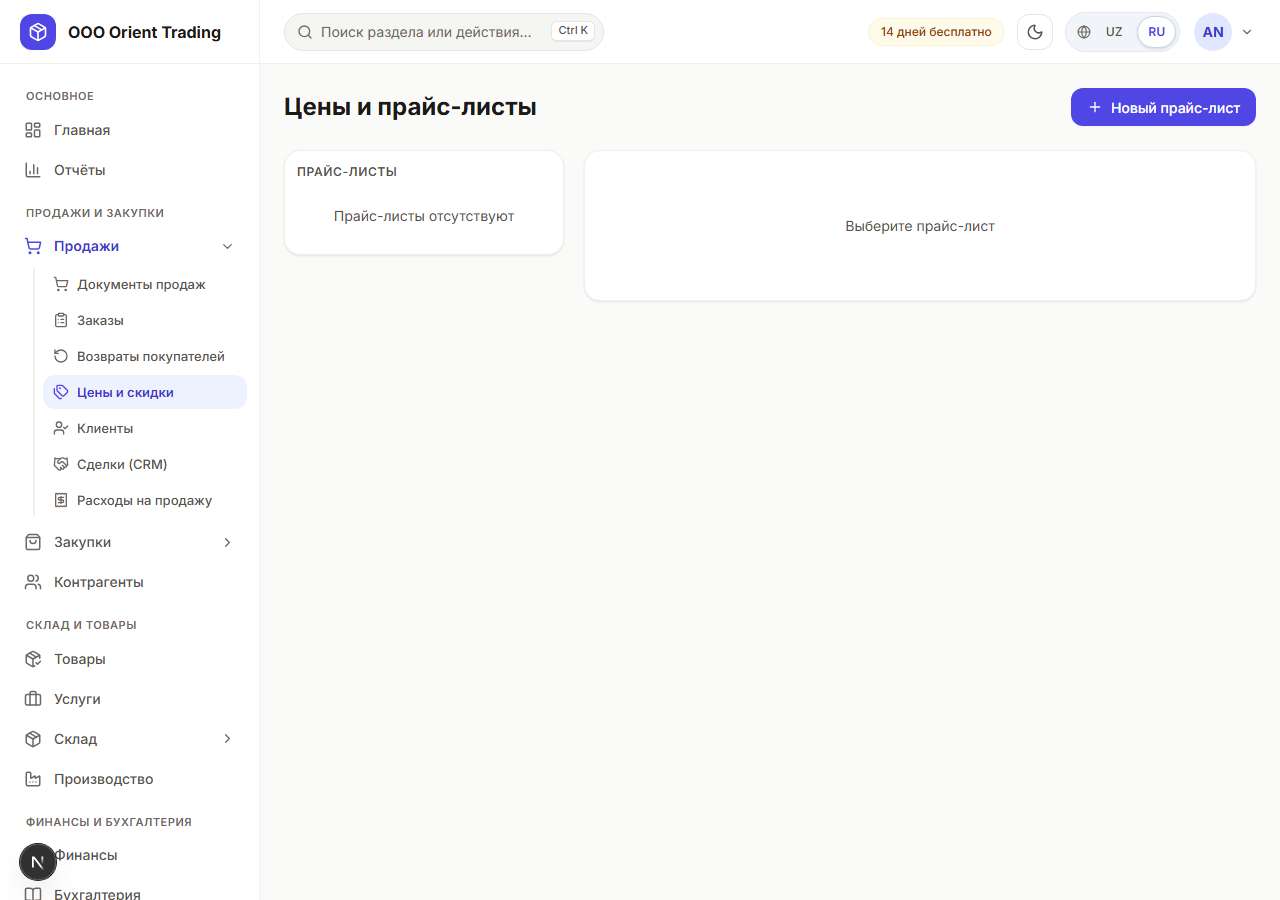 ООО Orient Trading
Поиск раздела или действия...
Ctrl K
14 дней бесплатно
UZ
RU
AN
ОСНОВНОЕ
Главная
Отчёты
ПРОДАЖИ И ЗАКУПКИ
Продажи
Документы продаж
Заказы
Возвраты покупателей
Цены и скидки
Клиенты
Сделки (CRM)
Расходы на продажу
Закупки
Контрагенты
СКЛАД И ТОВАРЫ
Товары
Услуги
Склад
Производство
ФИНАНСЫ И БУХГАЛТЕРИЯ
Финансы
Бухгалтерия
N
Цены и прайс-листы
Новый прайс-лист
ПРАЙС-ЛИСТЫ
Прайс-листы отсутствуют
Выберите прайс-лист